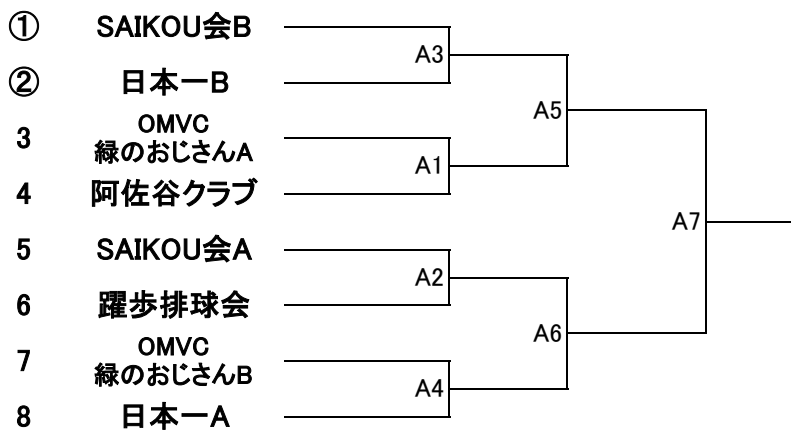 ① SAIKOU会B
A3
② 日本一B
A5
3 OMVC
緑のおじさんA
A1
4 阿佐谷クラブ
A7
5 SAIKOU会A
A2
6 躍歩排球会
A6
7 OMVC
緑のおじさんB
A4
8 日本一A